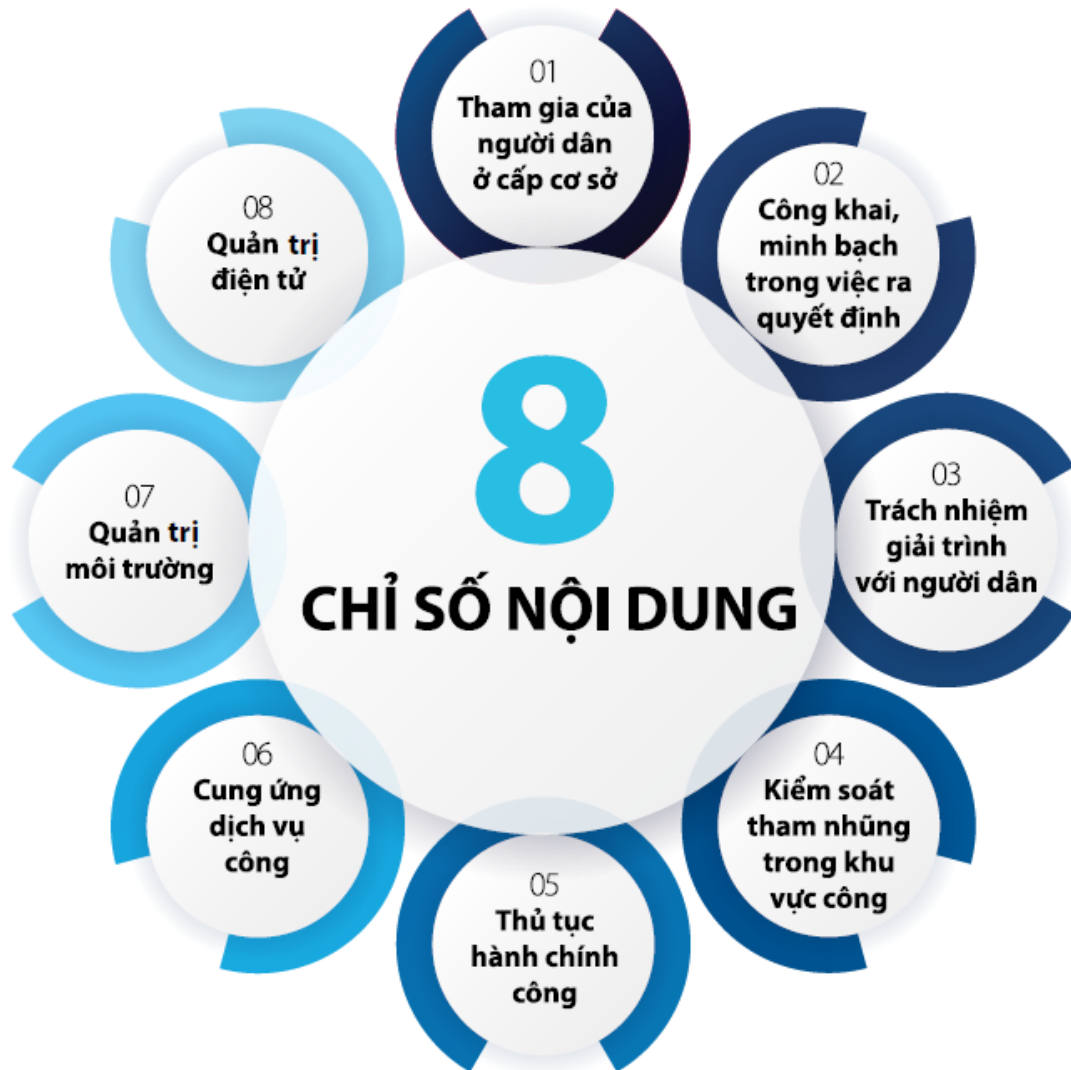 01
Tham gia của
người dân
ở cấp cơ sở
02
Công khai,
minh bạch
trong việc ra
quyết định
03
Trách nhiệm
giải trình
với người dân
04
Kiểm soát
tham nhũng
trong khu
vực công
05
Thủ tục
hành chính
công
06
Cung ứng
dịch vụ
công
07
Quản trị
môi trường
08
Quản trị
điện tử
8
CHỈ SỐ NỘI DUNG